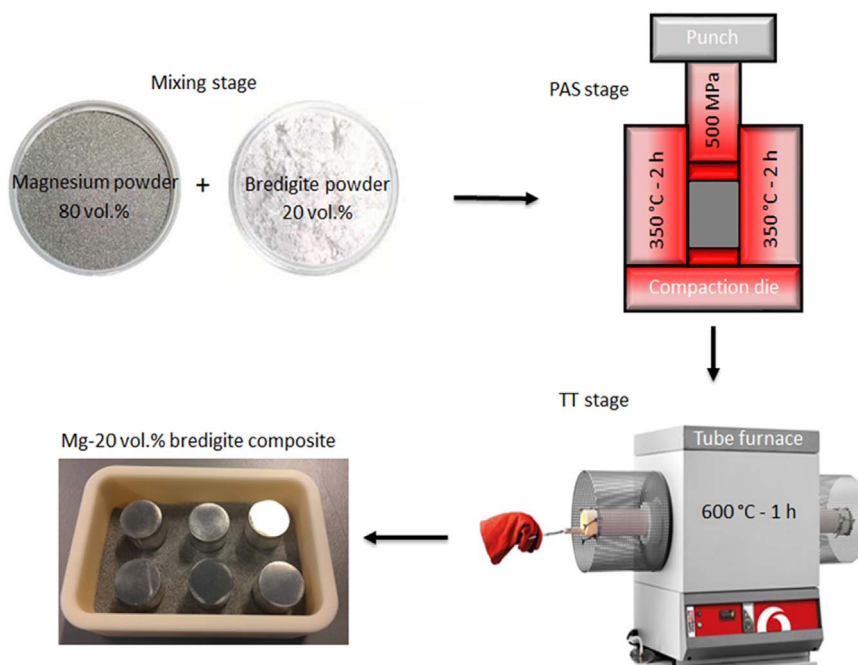 Mixing stage
Magnesium powder
80 vol.%
+
Bredigite powder
20 vol.%
PAS stage
Punch
500 MPa
350 °C - 2 h
350 °C - 2 h
Compaction die
TT stage
Tube furnace
600 °C - 1 h
Mg-20 vol.% bredigite composite